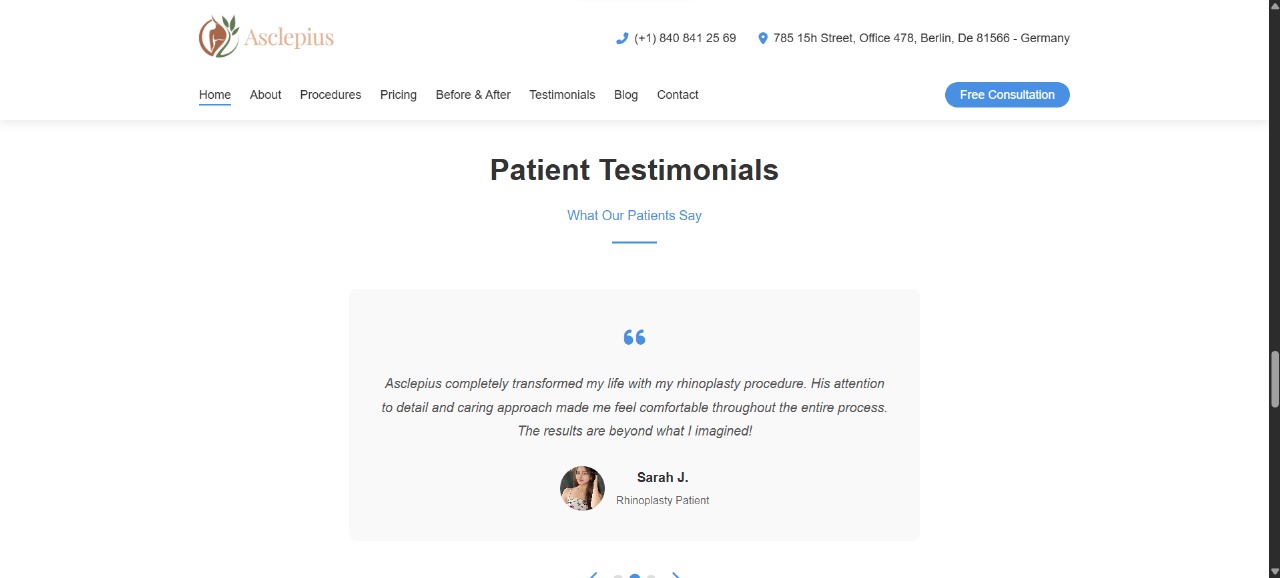 Asclepius
(+1) 840 841 25 69
785 15h Street, Office 478, Berlin, De 81566 - Germany
Home
About
Procedures
Pricing
Before & After
Testimonials
Blog
Contact
Free Consultation
Patient Testimonials
What Our Patients Say
Asclepius completely transformed my life with my rhinoplasty procedure. His attention
to detail and caring approach made me feel comfortable throughout the entire process.
The results are beyond what I imagined!
Sarah J.
Rhinoplasty Patient